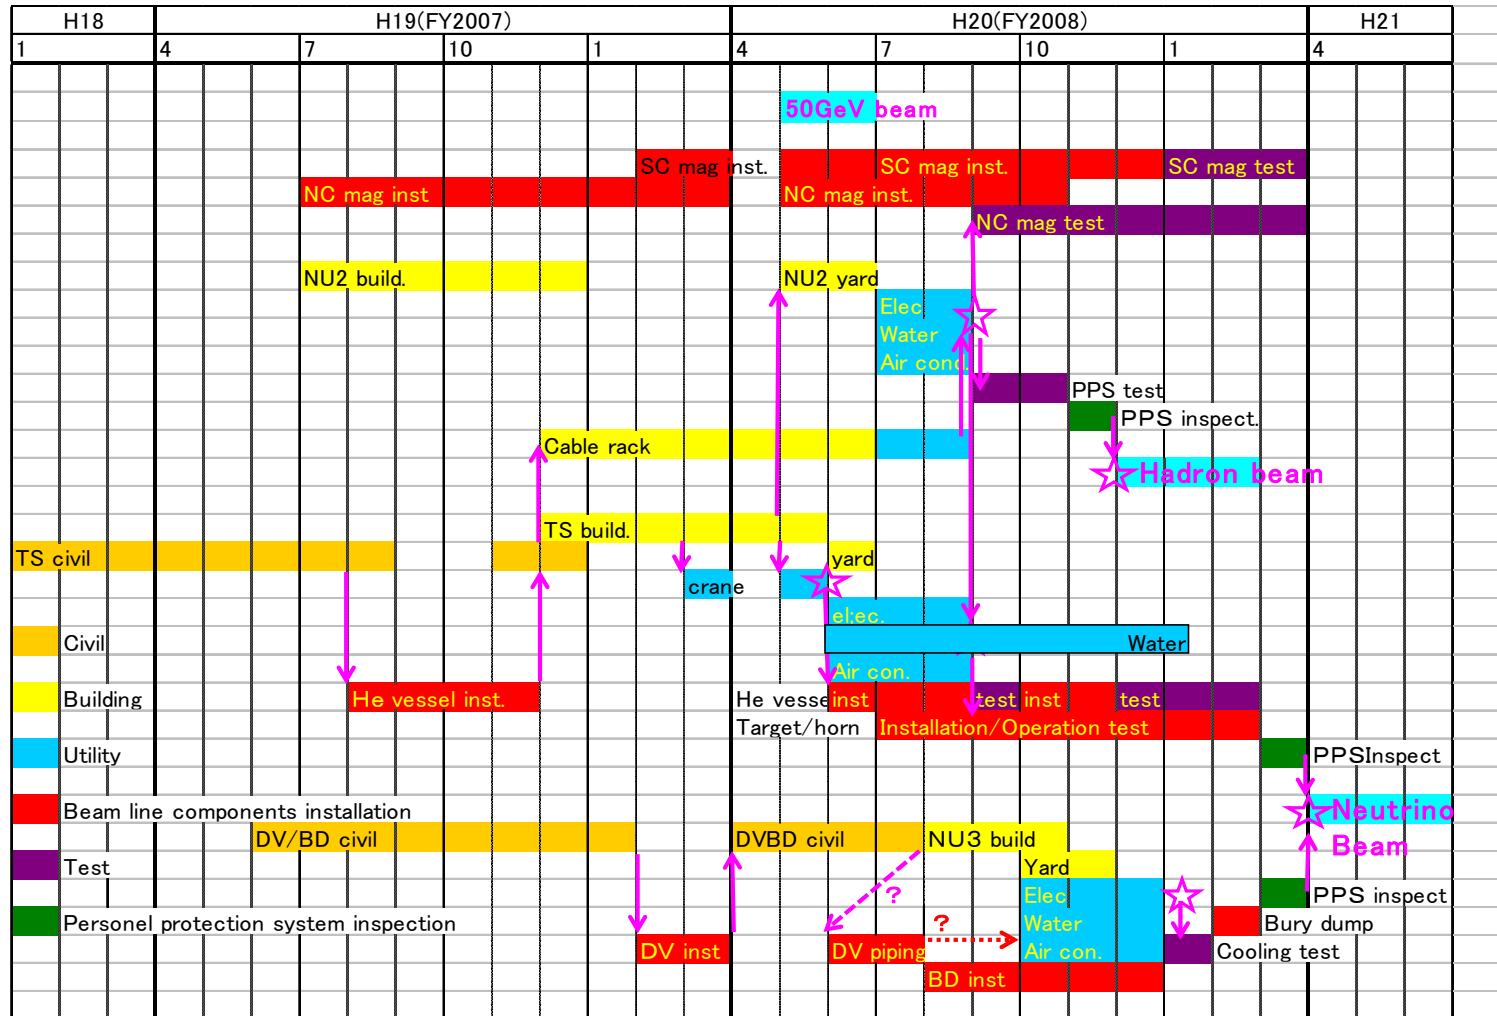 H18 H19(FY2007) H20(FY2008) H21
1 4 7 10 1 4 7 10 1 4
50GeV beam
SC mag inst. SC mag inst. SC mag test
NC mag inst NC mag inst.
NC mag test
NU2 build. NU2 yard
Elec
Water
Air cond.
PPS test
PPS inspect.
Cable rack
Hadron beam
TS build.
TS civil yard
crane
el:ec.
Civil Water
Air con.
Building He vessel inst. He vesse inst test inst test
Target/horn Installation/Operation test
Utility PPSInspect
Beam line components installation Neutrino
DV/BD civil DVBD civil NU3 build Beam
Test Yard
? Elec PPS inspect
Personel protection system inspection ? Water Bury dump
DV inst DV piping Air con. Cooling test
BD inst